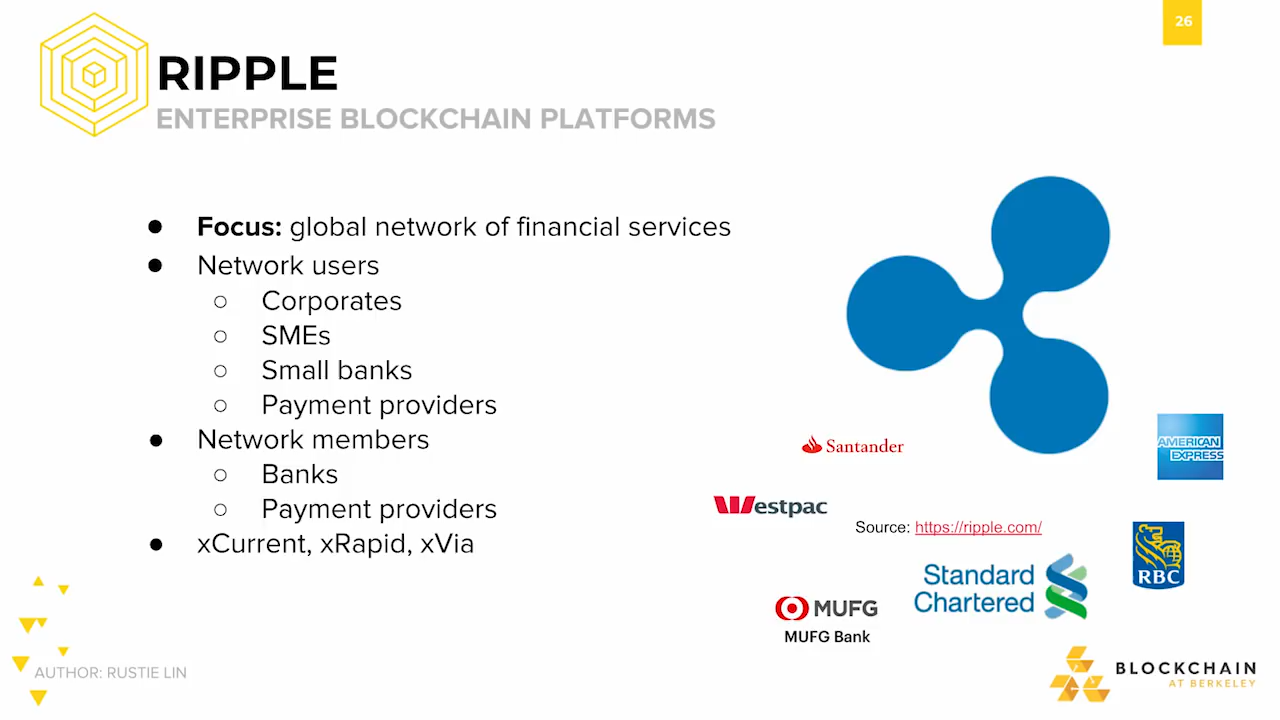 26
RIPPLE
ENTERPRISE BLOCKCHAIN PLATFORMS
● Focus: global network of financial services
● Network users
○ Corporates
○ SMEs
○ Small banks
○ Payment providers
● Network members
○ Banks
○ Payment providers
● xCurrent, xRapid, xVia
Santander
AMERICAN
EXPRESS
Westpac
Source: https://ripple.com/
RBC
Standard
Chartered
MUFG
MUFG Bank
AUTHOR: RUSTIE LIN
BLOCKCHAIN
AT BERKELEY